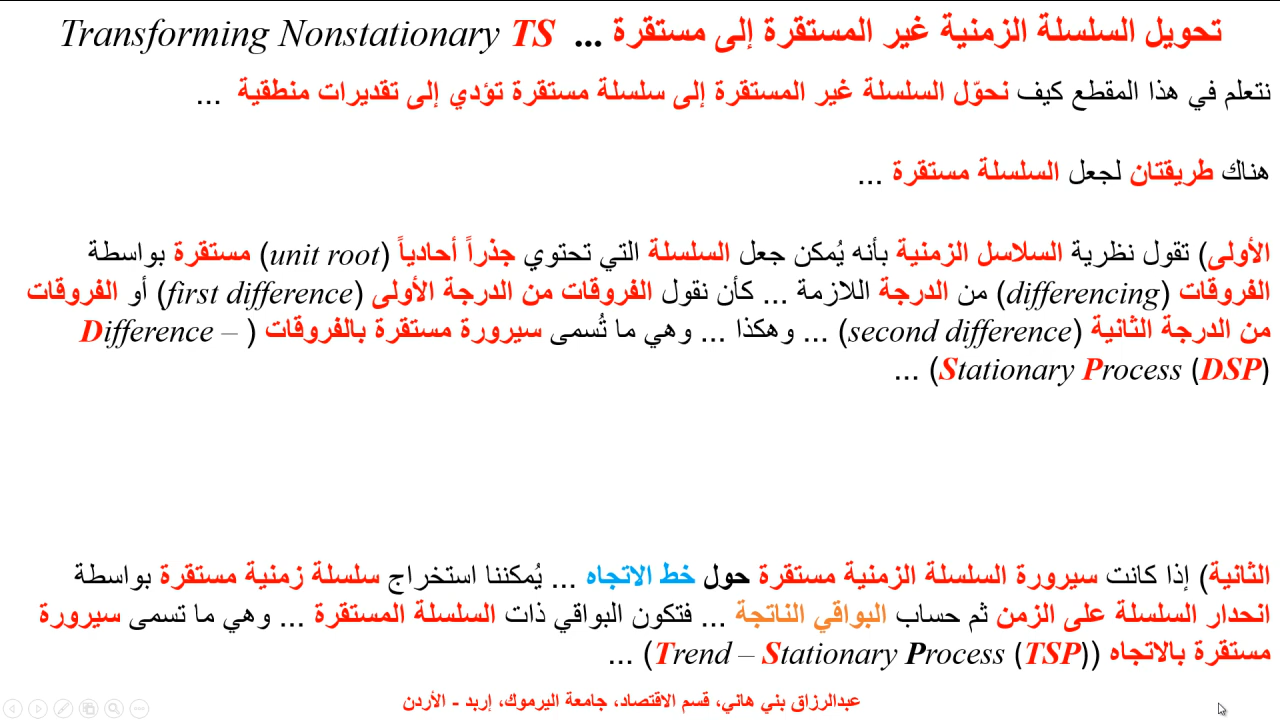 تحويل السلسلة الزمنية غير المستقرة إلى مستقرة ... Transforming Nonstationary TS
نتعلم في هذا المقطع كيف نحوّل السلسلة غير المستقرة إلى سلسلة مستقرة تؤدي إلى تقديرات منطقية ...
هناك طريقتان لجعل السلسلة مستقرة ...
الأولى) تقول نظرية السلاسل الزمنية بأنه يُمكن جعل السلسلة التي تحتوي جذراً أحادياً (unit root) مستقرة بواسطة
الفروقات (differencing) من الدرجة اللازمة ... كأن نقول الفروقات من الدرجة الأولى (first difference) أو الفروقات
من الدرجة الثانية (second difference) ... وهكذا ... وهي ما تُسمى سيرورة مستقرة بالفروقات (Difference –
Stationary Process (DSP)) ...
الثانية) إذا كانت سيرورة السلسلة الزمنية مستقرة حول خط الاتجاه ... يُمكننا استخراج سلسلة زمنية مستقرة بواسطة
انحدار السلسلة على الزمن ثم حساب البواقي الناتجة ... فتكون البواقي ذات السلسلة المستقرة ... وهي ما تسمى سيرورة
مستقرة بالاتجاه (Trend – Stationary Process (TSP)) ...
عبدالرزاق بني هاني، قسم الاقتصاد، جامعة اليرموك، إربد - الأردن